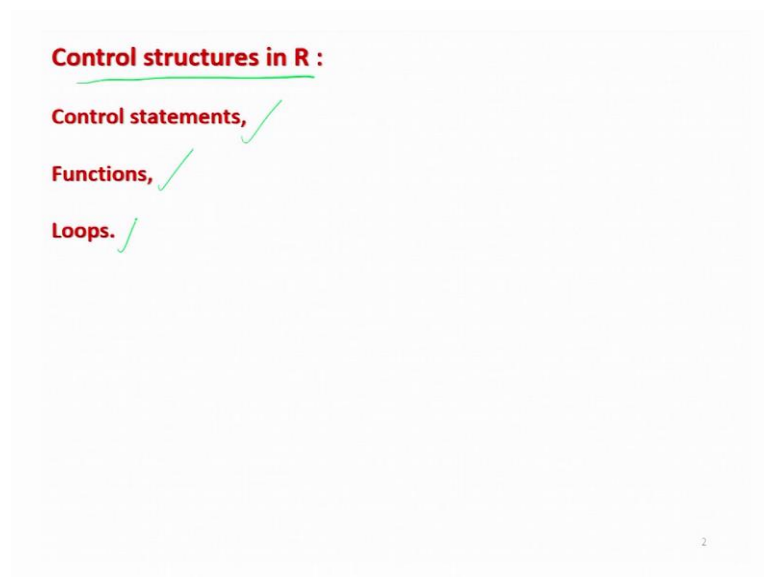 Control structures in R :
Control statements,
Functions,
Loops.
2